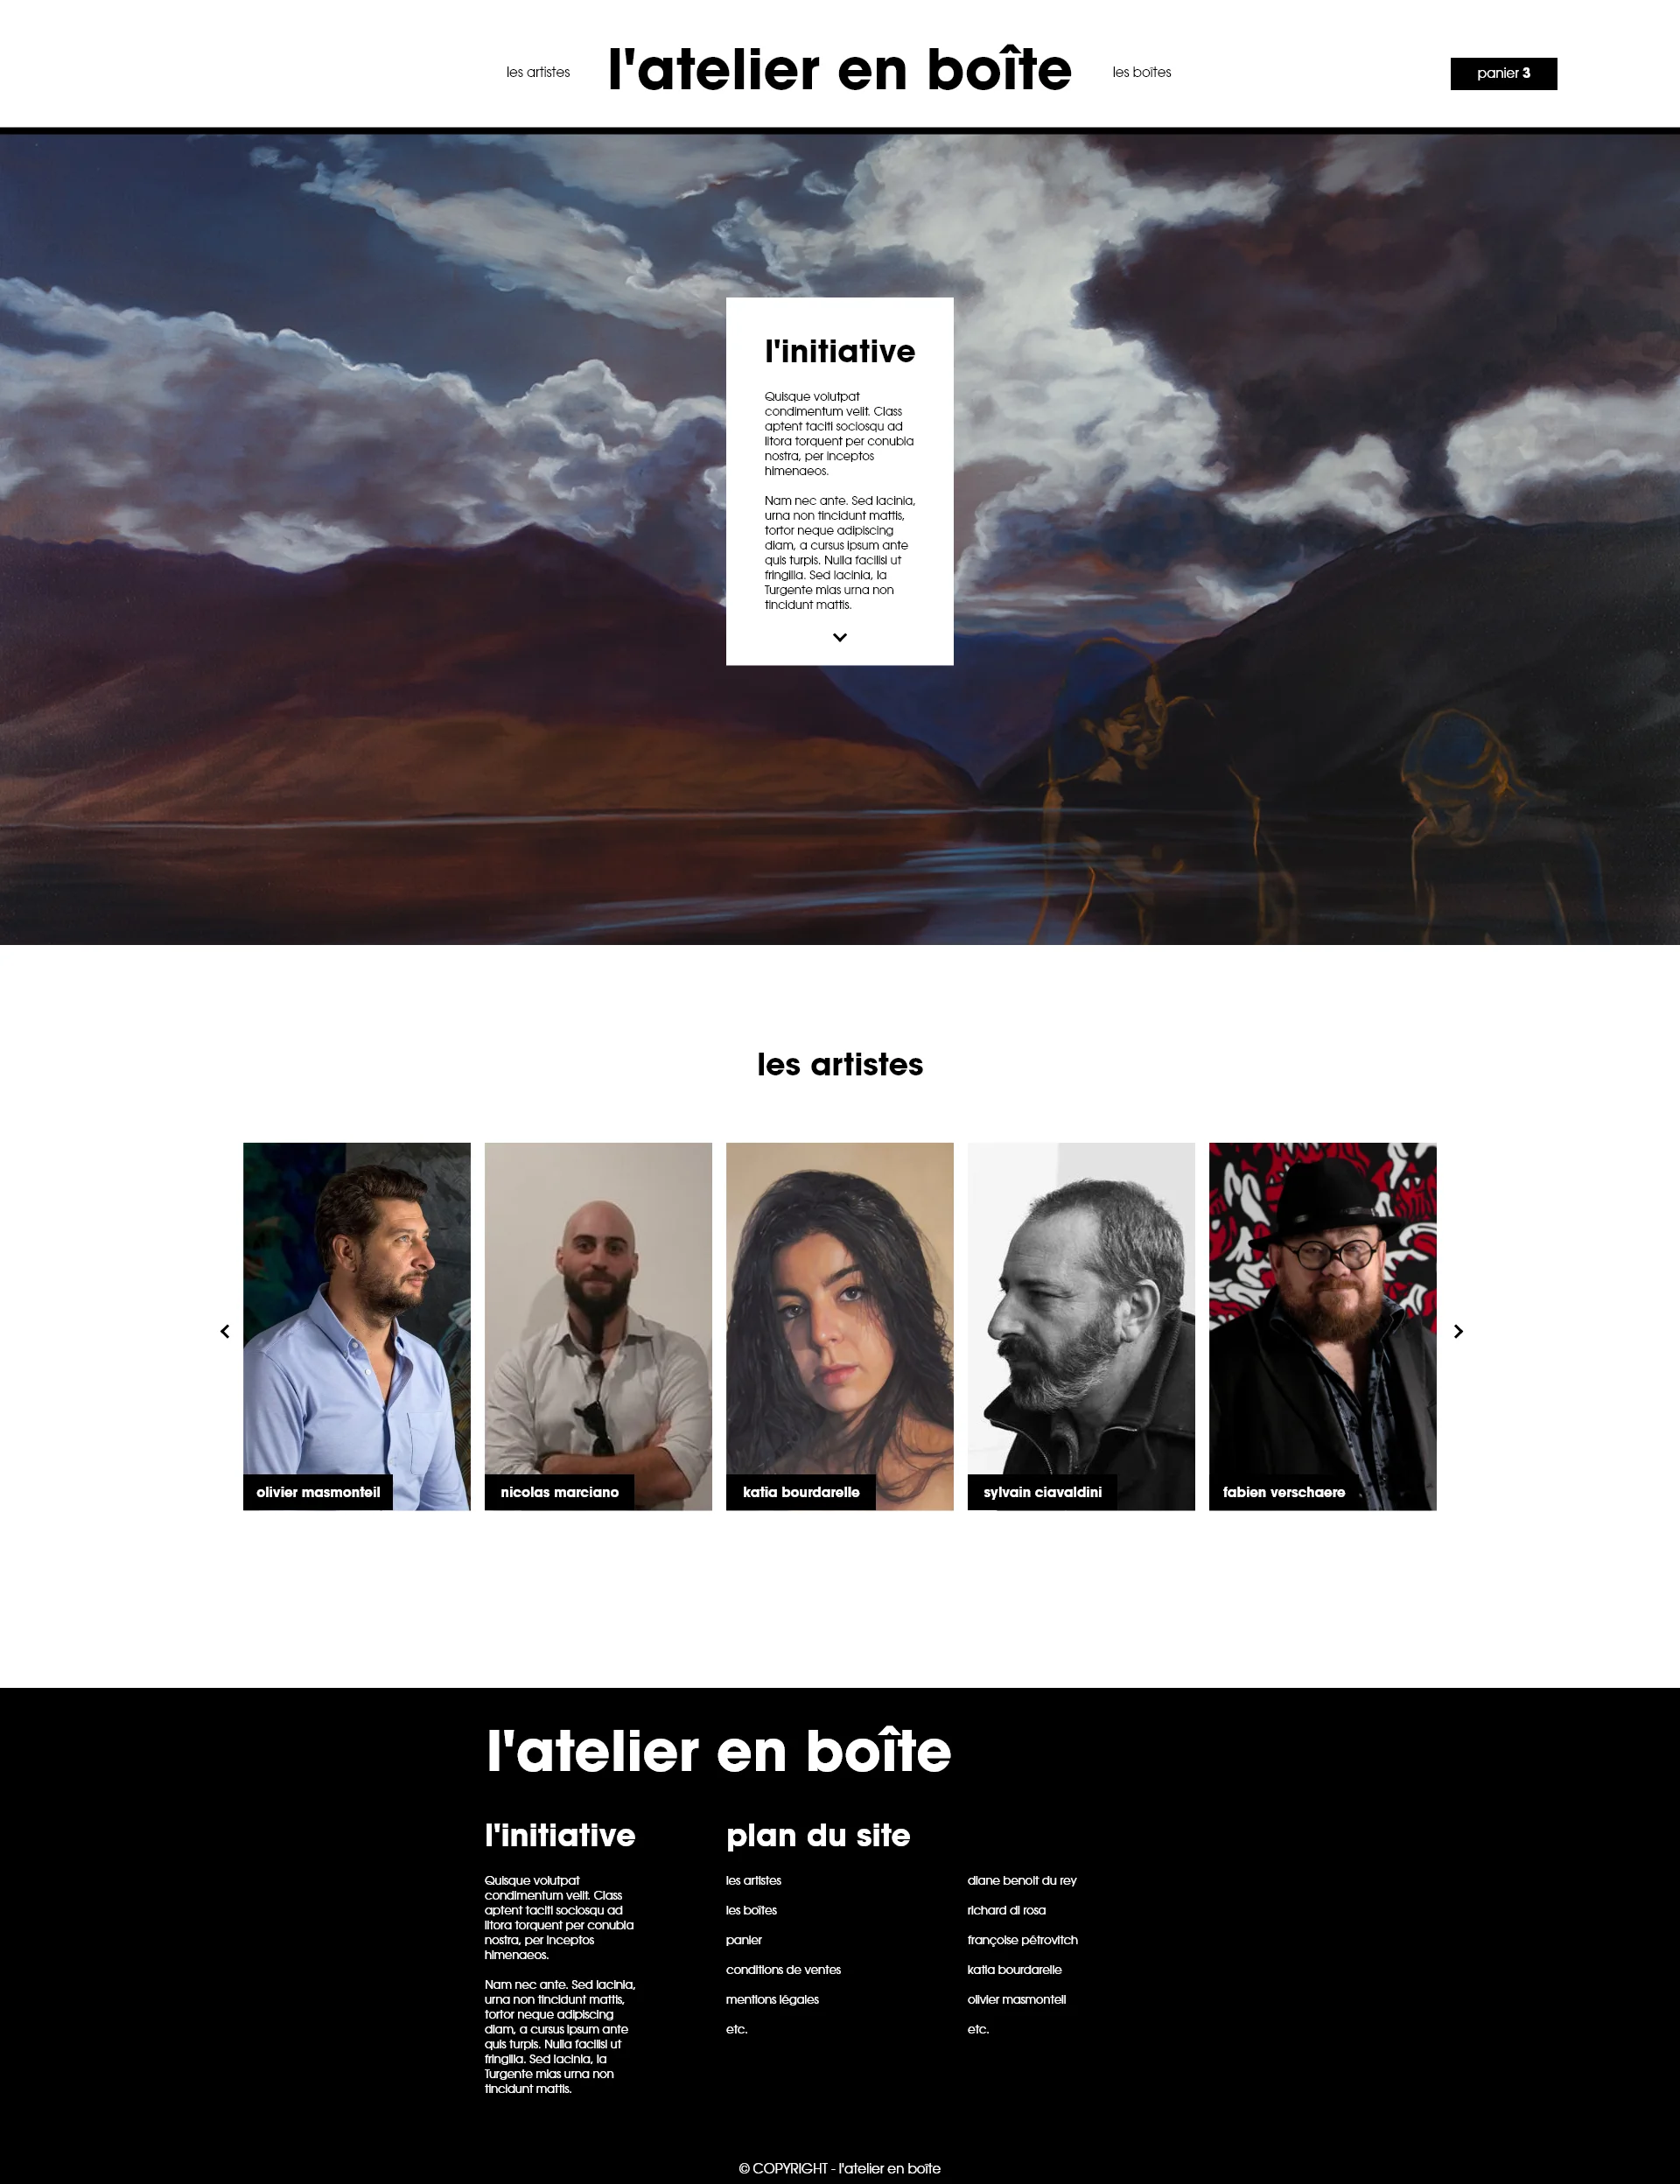 les artistes
l'atelier en boîte
les boîtes
panier 3
l'initiative
Quisque volutpat
condimentum velit. Class
aptent taciti sociosqu ad
litora torquent per conubia
nostra, per inceptos
himenaeos.
Nam nec ante. Sed lacinia,
urna non tincidunt mattis,
tortor neque adipiscing
diam, a cursus ipsum ante
quis turpis. Nulla facilisi ut
fringilla. Sed lacinia, la
Turgente mias urna non
tincidunt mattis.
les artistes
olivier masmonteil
nicolas marciano
katia bourdarelle
sylvain ciavaldini
fabien verschaere
l'atelier en boîte
l'initiative
Quisque volutpat
condimentum velit. Class
aptent taciti sociosqu ad
litora torquent per conubia
nostra, per inceptos
himenaeos.
Nam nec ante. Sed lacinia,
urna non tincidunt mattis,
tortor neque adipiscing
diam, a cursus ipsum ante
quis turpis. Nulla facilisi ut
fringilla. Sed lacinia, la
Turgente mias urna non
tincidunt mattis.
plan du site
les artistes
les boîtes
panier
conditions de ventes
mentions légales
etc.
diane benoit du rey
richard di rosa
françoise pétrovitch
katia bourdarelle
olivier masmonteil
etc.
© COPYRIGHT - l'atelier en boîte